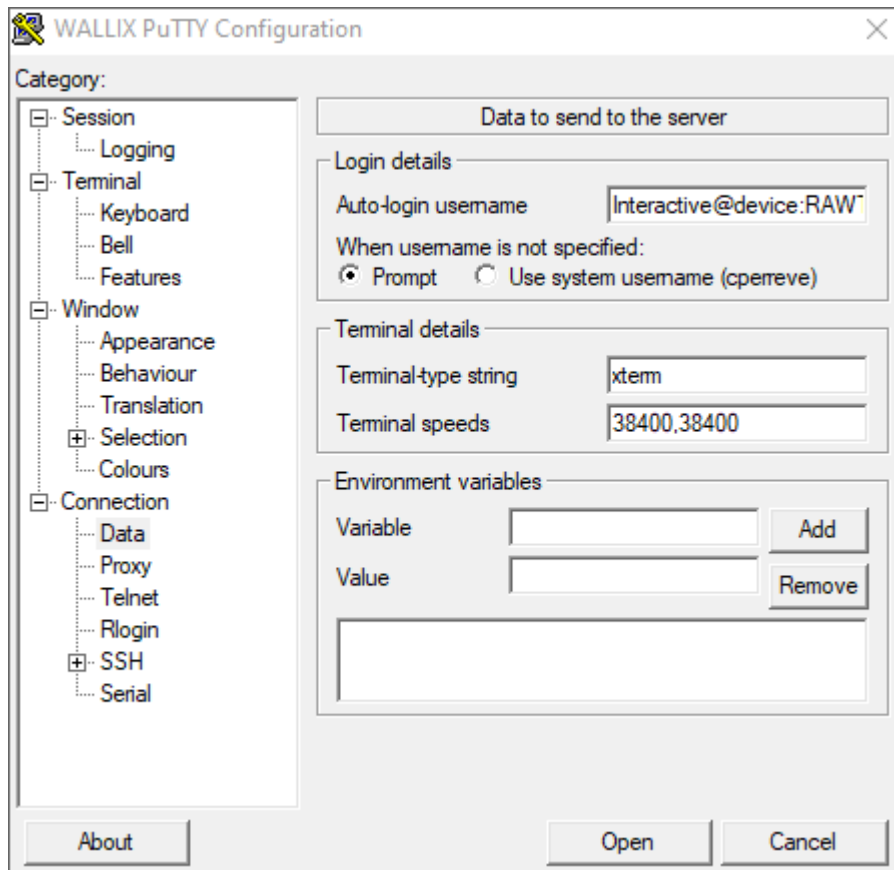 WALLIX PuTTY Configuration
Category:
Session
Logging
Terminal
Keyboard
Bell
Features
Window
Appearance
Behaviour
Translation
Selection
Colours
Connection
Data
Proxy
Telnet
Rlogin
SSH
Serial
Data to send to the server
Login details
Auto-login username Interactive@device:RAWT
When username is not specified:
Prompt Use system username (cperreve)
Terminal details
Terminal-type string xterm
Terminal speeds 38400,38400
Environment variables
Variable Add
Value Remove
About Open Cancel